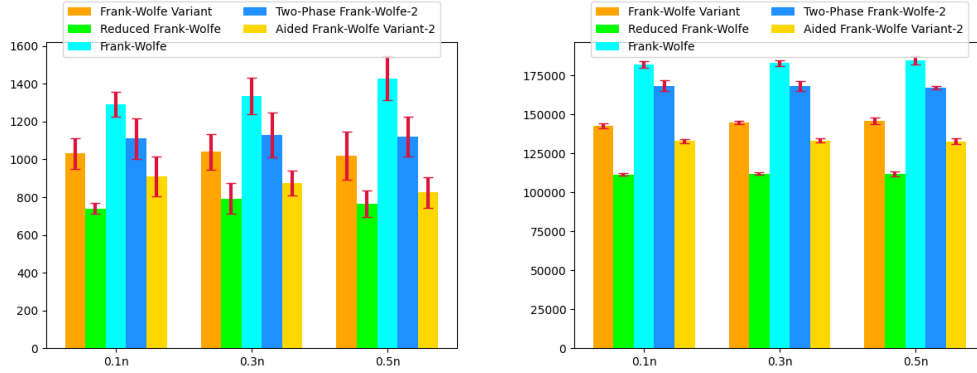 Frank-Wolfe Variant
Reduced Frank-Wolfe
Frank-Wolfe
Two-Phase Frank-Wolfe-2
Aided Frank-Wolfe Variant-2
1600
1400
1200
1000
800
600
400
200
0
0.1n 0.3n 0.5n
Frank-Wolfe Variant
Reduced Frank-Wolfe
Frank-Wolfe
Two-Phase Frank-Wolfe-2
Aided Frank-Wolfe Variant-2
175000
150000
125000
100000
75000
50000
25000
0
0.1n 0.3n 0.5n